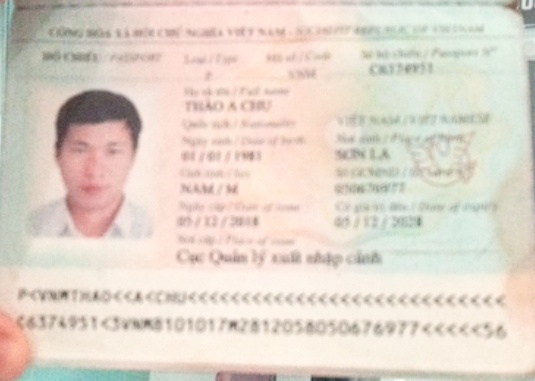 CỘNG HÒA XÃ HỘI CHỦ NGHĨA VIỆT NAM - SOCIALIST REPUBLIC OF VIETNAM
HỘ CHIẾU / PASSPORT Loại / Type Mã số / Code Số hộ chiếu / Passport Nº
P VNM C6374951
Họ và tên / Full name
THAO A CHU
Quốc tịch / Nationality VIỆT NAM / VIETNAMESE
Ngày sinh / Date of birth Nơi sinh / Place of birth
01 / 01 / 1981 SƠN LA
Giới tính / Sex Số GCMND /
NAM / M 050676977
Ngày cấp / Date of issue Có giá trị đến / Date of expiry
05 / 12 / 2018 05 / 12 / 2028
Nơi cấp / Place of issue
Cục Quản lý xuất nhập cảnh
P<VNMTHAO<<A<CHU<<<<<<<<<<<<<<<<<<<<<<<<<<<<
C6374951<3VNM8101017M2812058050676977<<<<<56